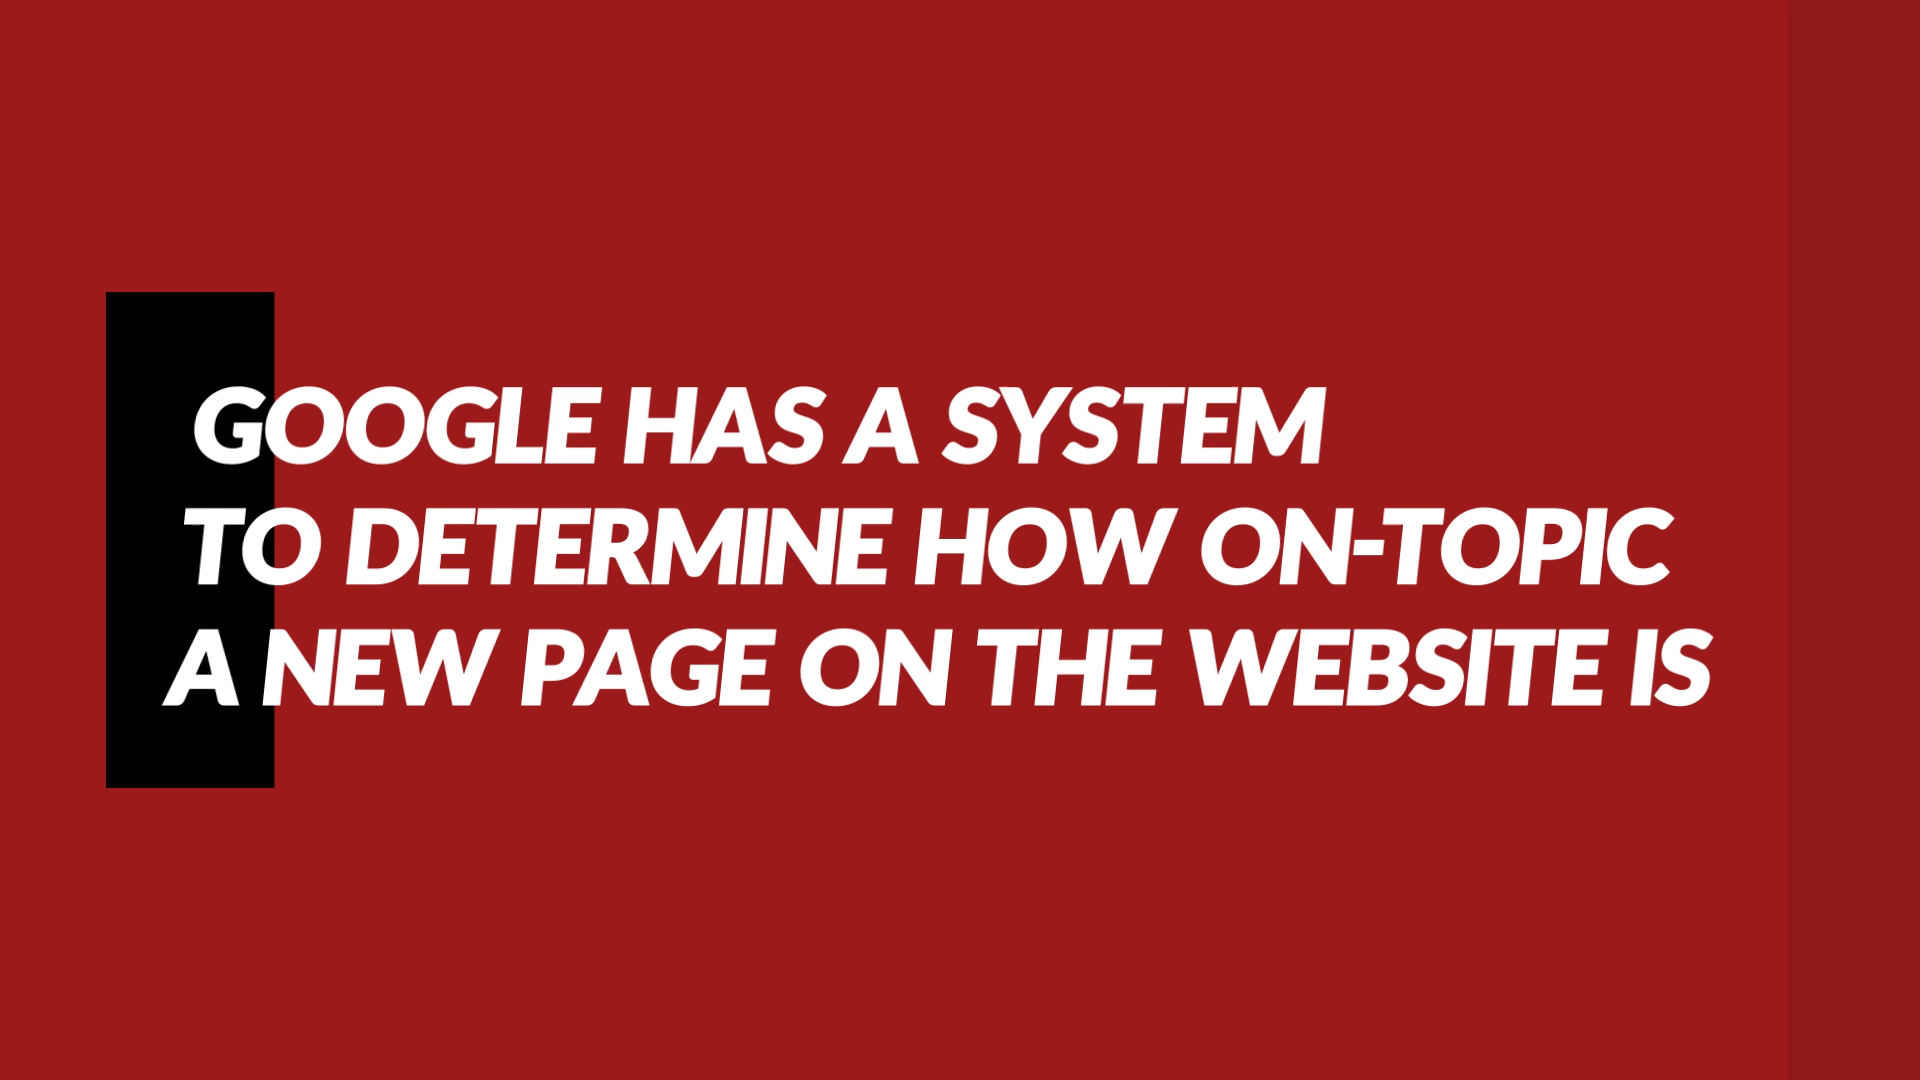 GOOGLE HAS A SYSTEM
TO DETERMINE HOW ON-TOPIC
A NEW PAGE ON THE WEBSITE IS